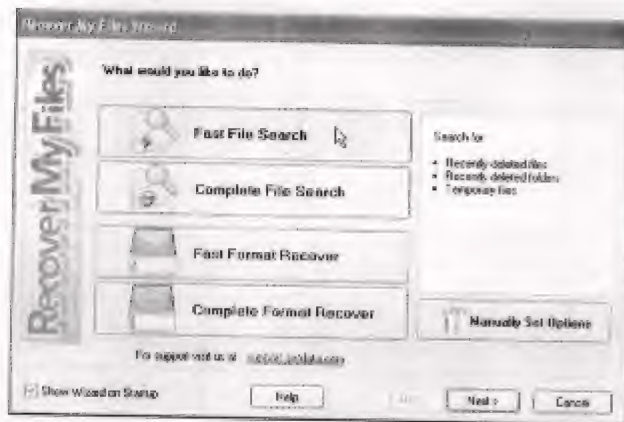 Recover My Files Wizard
Recover My Files
What would you like to do?
Fast File Search
Complete File Search
Fast Format Recover
Complete Format Recover
Search for
• Recently deleted files
• Recently deleted folders
• Temporary files
Manually Set Options
For support visit us at
Show Wizard on Startup
Help
Next >
Cancel